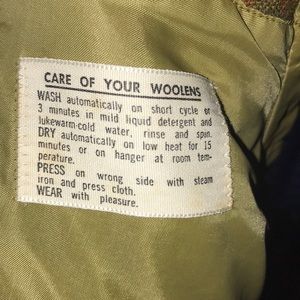 CARE OF YOUR WOOLENS
WASH automatically on short cycle or
3 minutes in mild liquid detergent and
lukewarm-cold water, rinse and spin.
DRY automatically on low heat for 15
minutes or on hanger at room tem-
perature.
PRESS on wrong side with steam
iron and press cloth.
WEAR with pleasure.